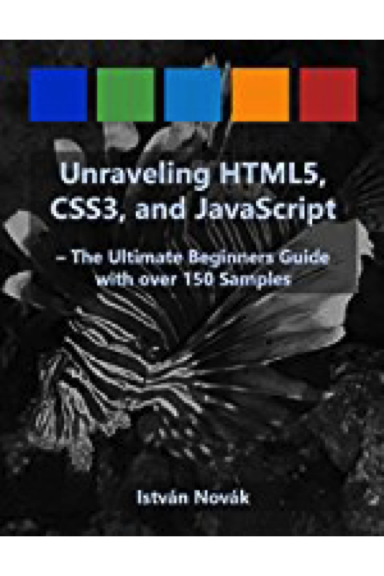 Unraveling HTML5,
CSS3, and JavaScript
– The Ultimate Beginners Guide
with over 150 Samples
István Novák